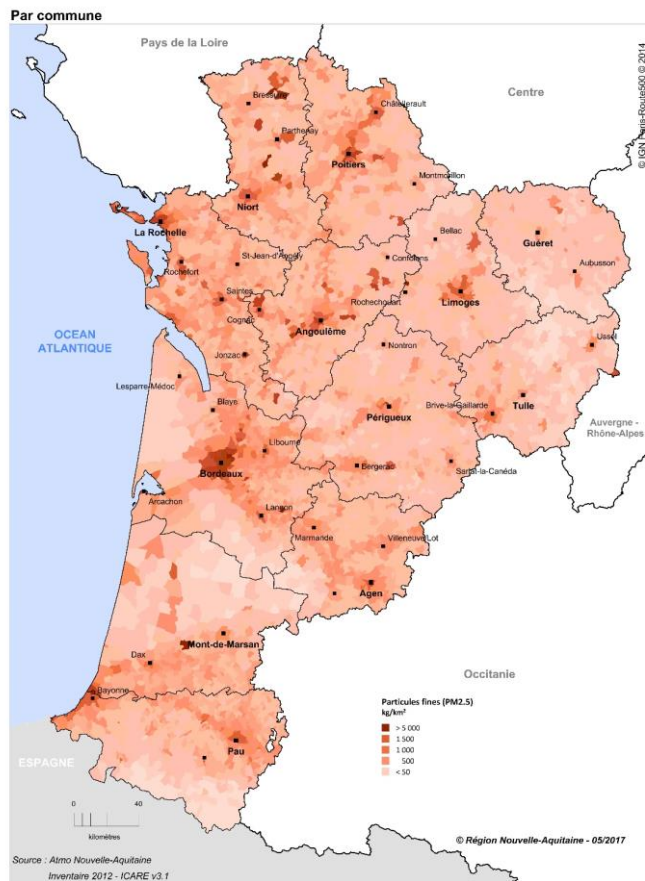 Par commune
Pays de la Loire
© IGN Paris-Route500 © 2014
Centre
Bressuire
Châtellerault
Parthenay
Poitiers
Montmorillon
Niort
La Rochelle
Bellac
Guéret
St-Jean-d'Angély
Confolens
Rochefort
Aubusson
Saintes
Rochechouart
Limoges
Cognac
Angoulême
OCEAN
ATLANTIQUE
Jonzac
Nontron
Ussel
Lesparre-Médoc
Blaye
Périgueux
Brive-la-Gaillarde
Tulle
Auvergne -
Rhône-Alpes
Libourne
Bordeaux
Bergerac
Sarlat-la-Canéda
Arcachon
Langon
Marmande
Villeneuve/Lot
Agen
Mont-de-Marsan
Dax
Occitanie
Bayonne
Particules fines (PM2.5)
kg/km²
> 5 000
1 500
1 000
500
< 50
Pau
ESPAGNE
0 40
kilomètres
© Région Nouvelle-Aquitaine - 05/2017
Source : Atmo Nouvelle-Aquitaine
Inventaire 2012 - ICARE v3.1